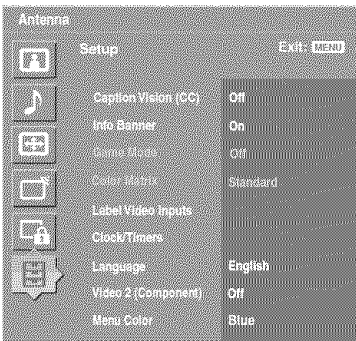 Antenna
Setup Exit: MENU
Caption Vision (CC) Off
Info Banner On
Game Mode Off
Color Matrix Standard
Label Video Inputs
Clock/Timers
Language English
Video 2 (Component) Off
Menu Color Blue